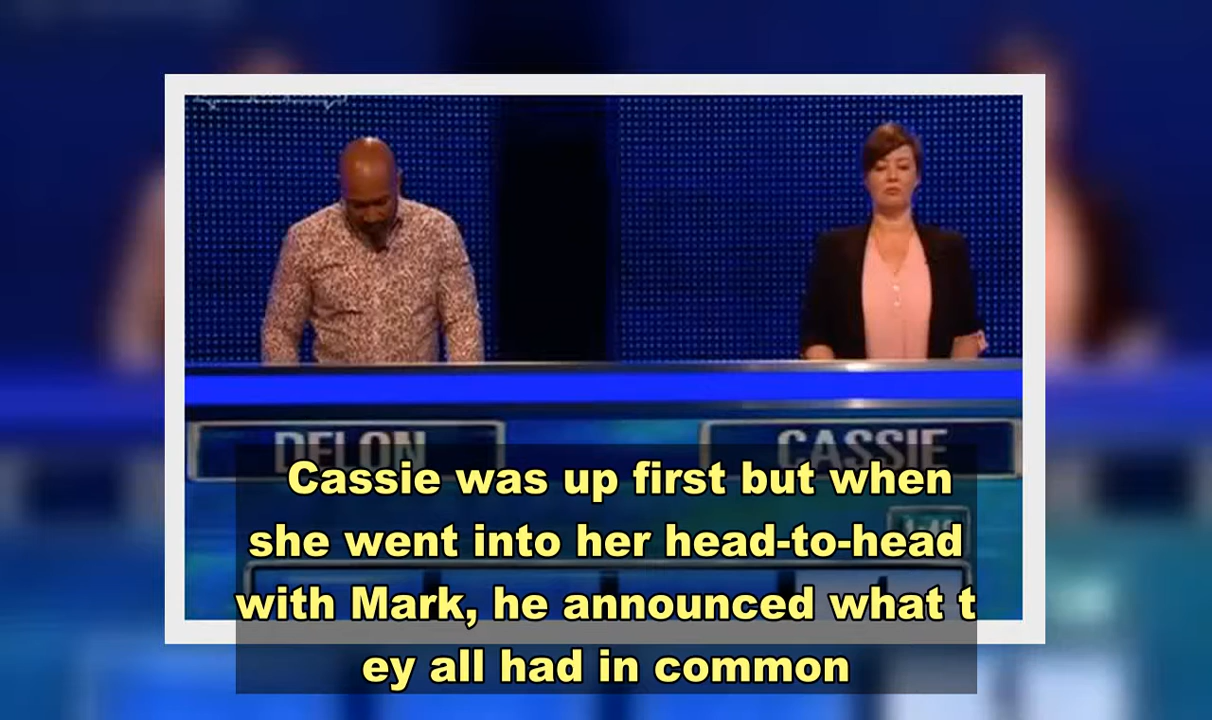 DELON
CASSIE
Cassie was up first but when
she went into her head-to-head
with Mark, he announced what t
ey all had in common